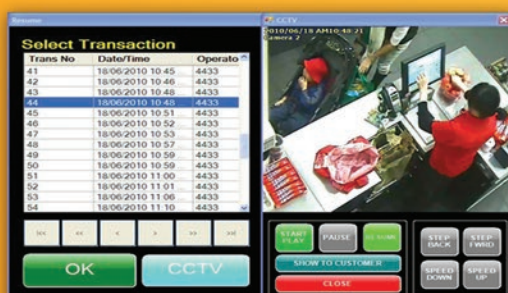 Resume
Select Transaction
Trans No Date/Time Operato
41 18/06/2010 10:45 ... 4433
42 18/06/2010 10:46 ... 4433
43 18/06/2010 10:48 ... 4433
44 18/06/2010 10:48 ... 4433
45 18/06/2010 10:51 ... 4433
46 18/06/2010 10:52 ... 4433
47 18/06/2010 10:53 ... 4433
48 18/06/2010 10:57 ... 4433
49 18/06/2010 10:59 ... 4433
50 18/06/2010 10:59 ... 4433
51 18/06/2010 11:00 ... 4433
52 18/06/2010 11:01 ... 4433
53 18/06/2010 11:06 ... 4433
54 18/06/2010 11:10 ... 4433
<< < > >>
OK CCTV
CCTV
2010/06/18 AM10:48:21
Camera 2
START PAUSE RESUME
PLAY
SHOW TO CUSTOMER
CLOSE
STEP STEP
BACK FWRD
SPEED SPEED
DOWN UP